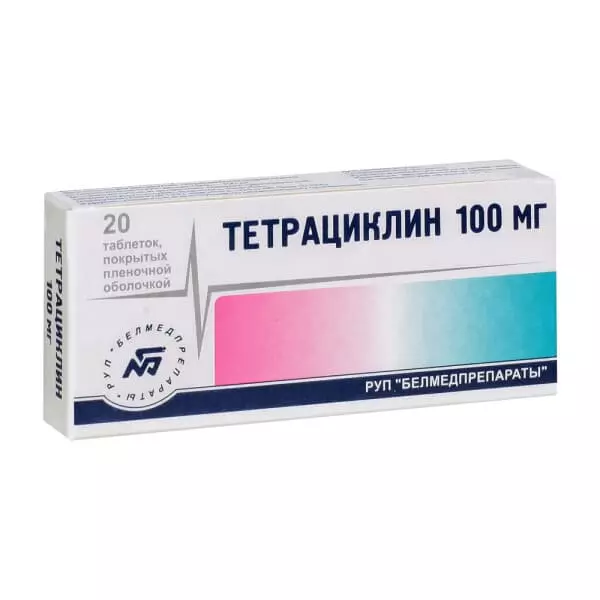 20
таблеток,
покрытых
пленочной
оболочкой
ТЕТРАЦИКЛИН 100 МГ
ТЕТРАЦИКЛИН
100 МГ
РУП · БЕЛМЕДПРЕПАРАТЫ ·
РУП "БЕЛМЕДПРЕПАРАТЫ"